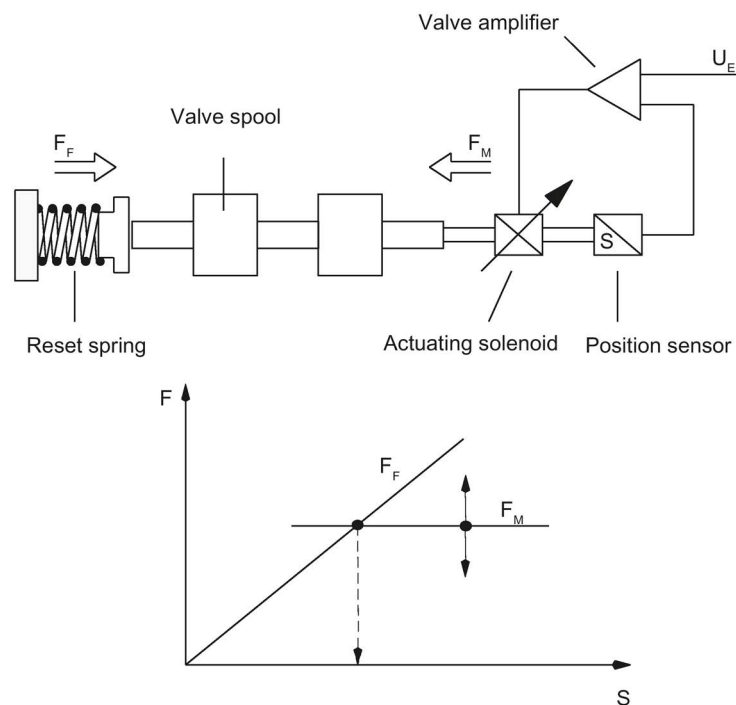 Valve amplifier
U_E
Valve spool
F_F
F_M
S
Reset spring
Actuating solenoid
Position sensor
F
F_F
F_M
S